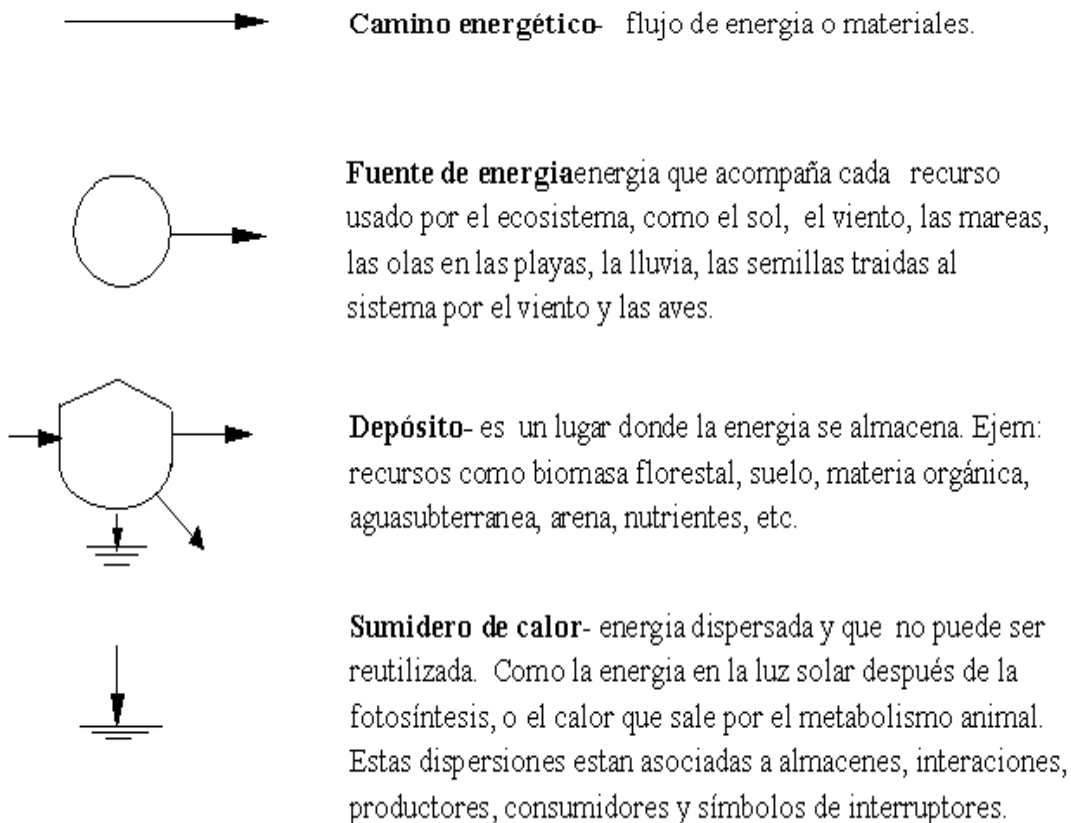 Camino energético- flujo de energia o materiales.
Fuente de energiaenergia que acompaña cada recurso
usado por el ecosistema, como el sol, el viento, las mareas,
las olas en las playas, la lluvia, las semillas traidas al
sistema por el viento y las aves.
Depósito- es un lugar donde la energia se almacena. Ejem:
recursos como biomasa florestal, suelo, materia orgánica,
aguasubterranea, arena, nutrientes, etc.
Sumidero de calor- energia dispersada y que no puede ser
reutilizada. Como la energia en la luz solar después de la
fotosíntesis, o el calor que sale por el metabolismo animal.
Estas dispersiones estan asociadas a almacenes, interaciones,
productores, consumidores y símbolos de interruptores.